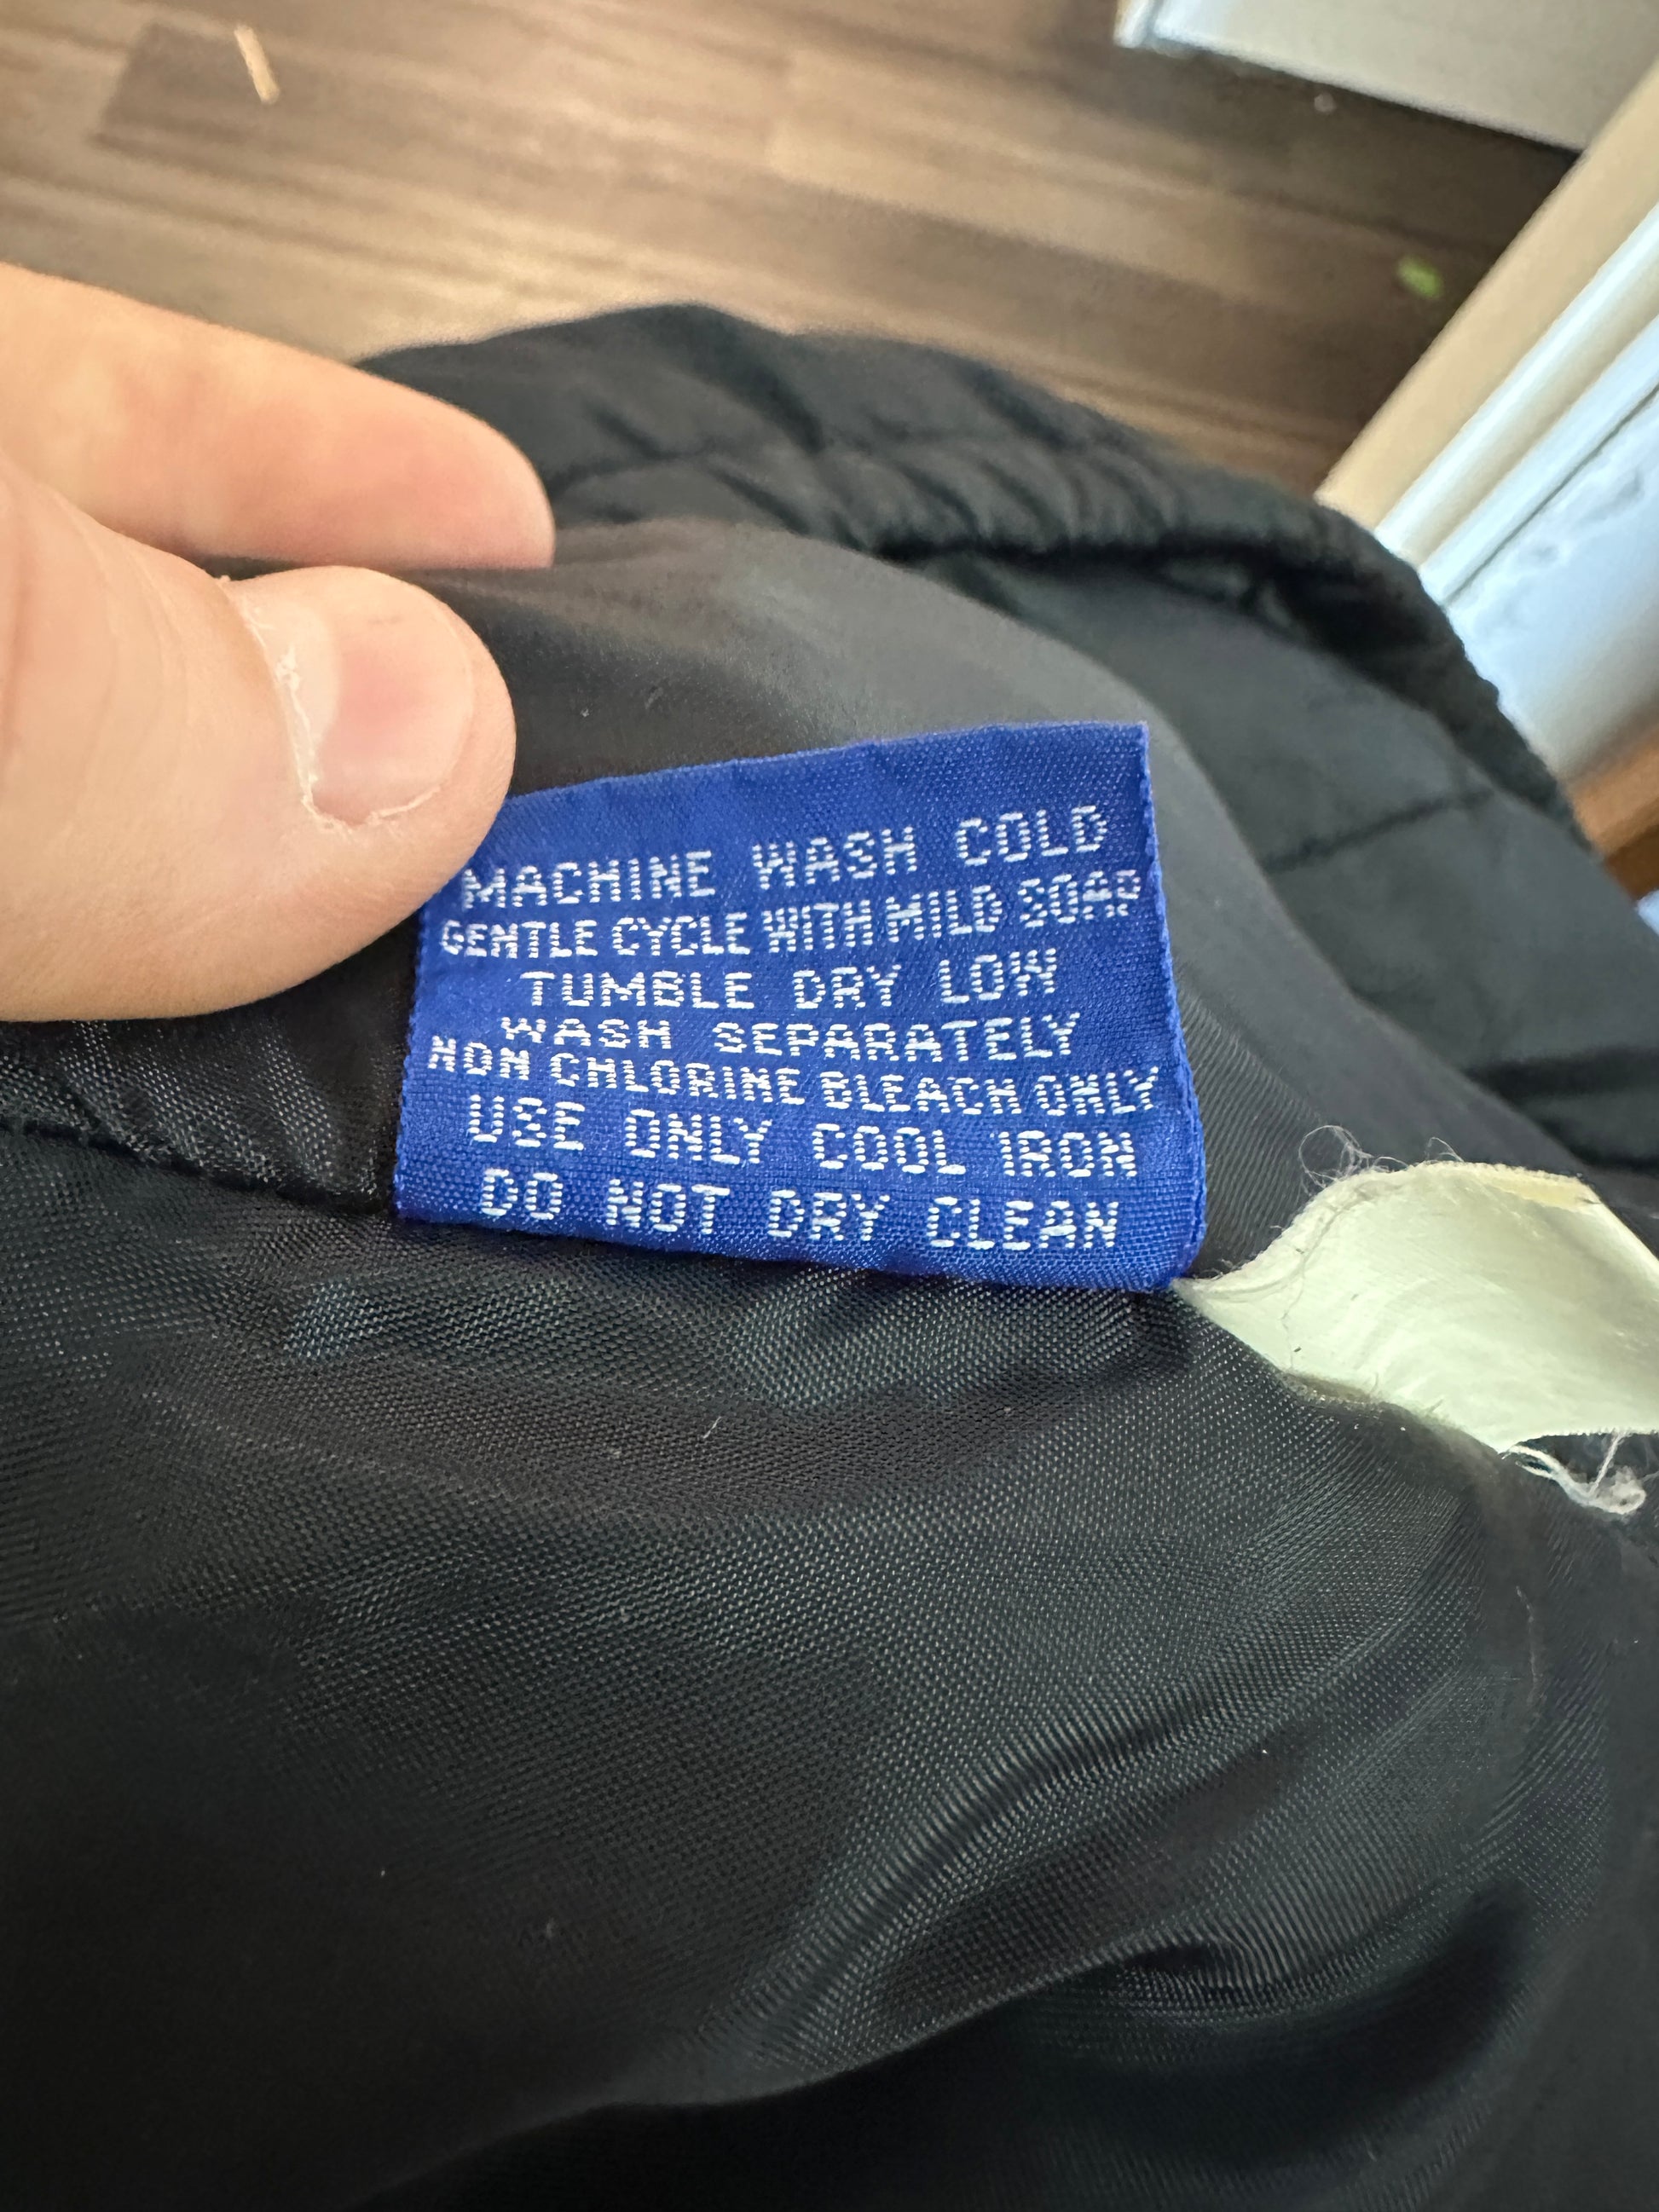 MACHINE WASH COLD
GENTLE CYCLE WITH MILD SOAP
TUMBLE DRY LOW
WASH SEPARATELY
NON CHLORINE BLEACH ONLY
USE ONLY COOL IRON
DO NOT DRY CLEAN